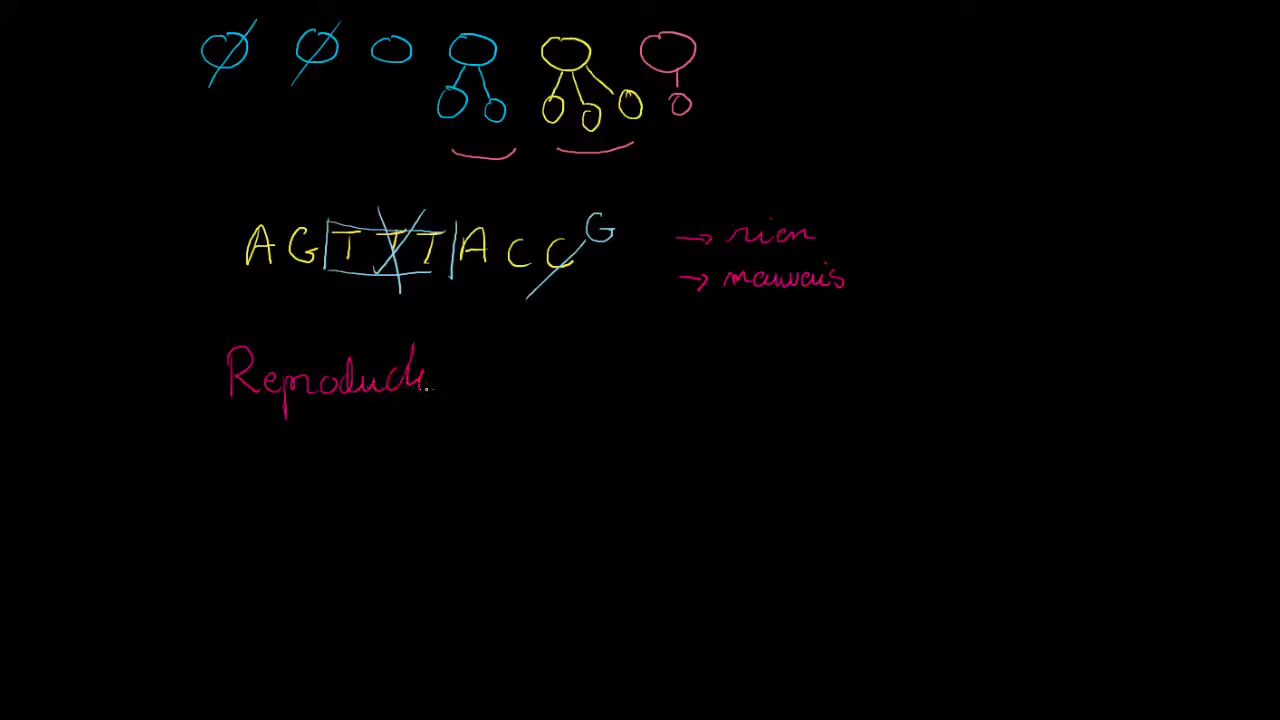 AGTTTACCG
→ rien
→ mauvais
Reproduct